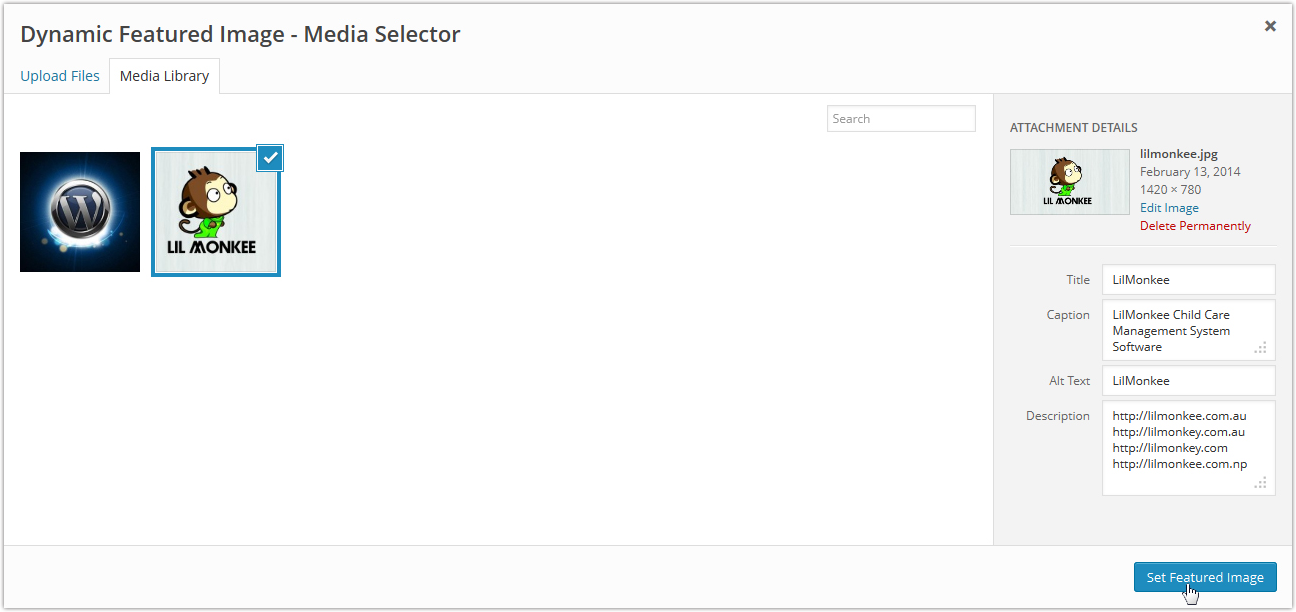 Dynamic Featured Image - Media Selector
Upload Files
Media Library
Search
LIL MONKEE
ATTACHMENT DETAILS
LIL MONKEE
lilmonkee.jpg
February 13, 2014
1420 × 780
Edit Image
Delete Permanently
Title
LilMonkee
Caption
LilMonkee Child Care
Management System
Software
Alt Text
LilMonkee
Description
http://lilmonkee.com.au
http://lilmonkey.com.au
http://lilmonkey.com
http://lilmonkee.com.np
Set Featured Image